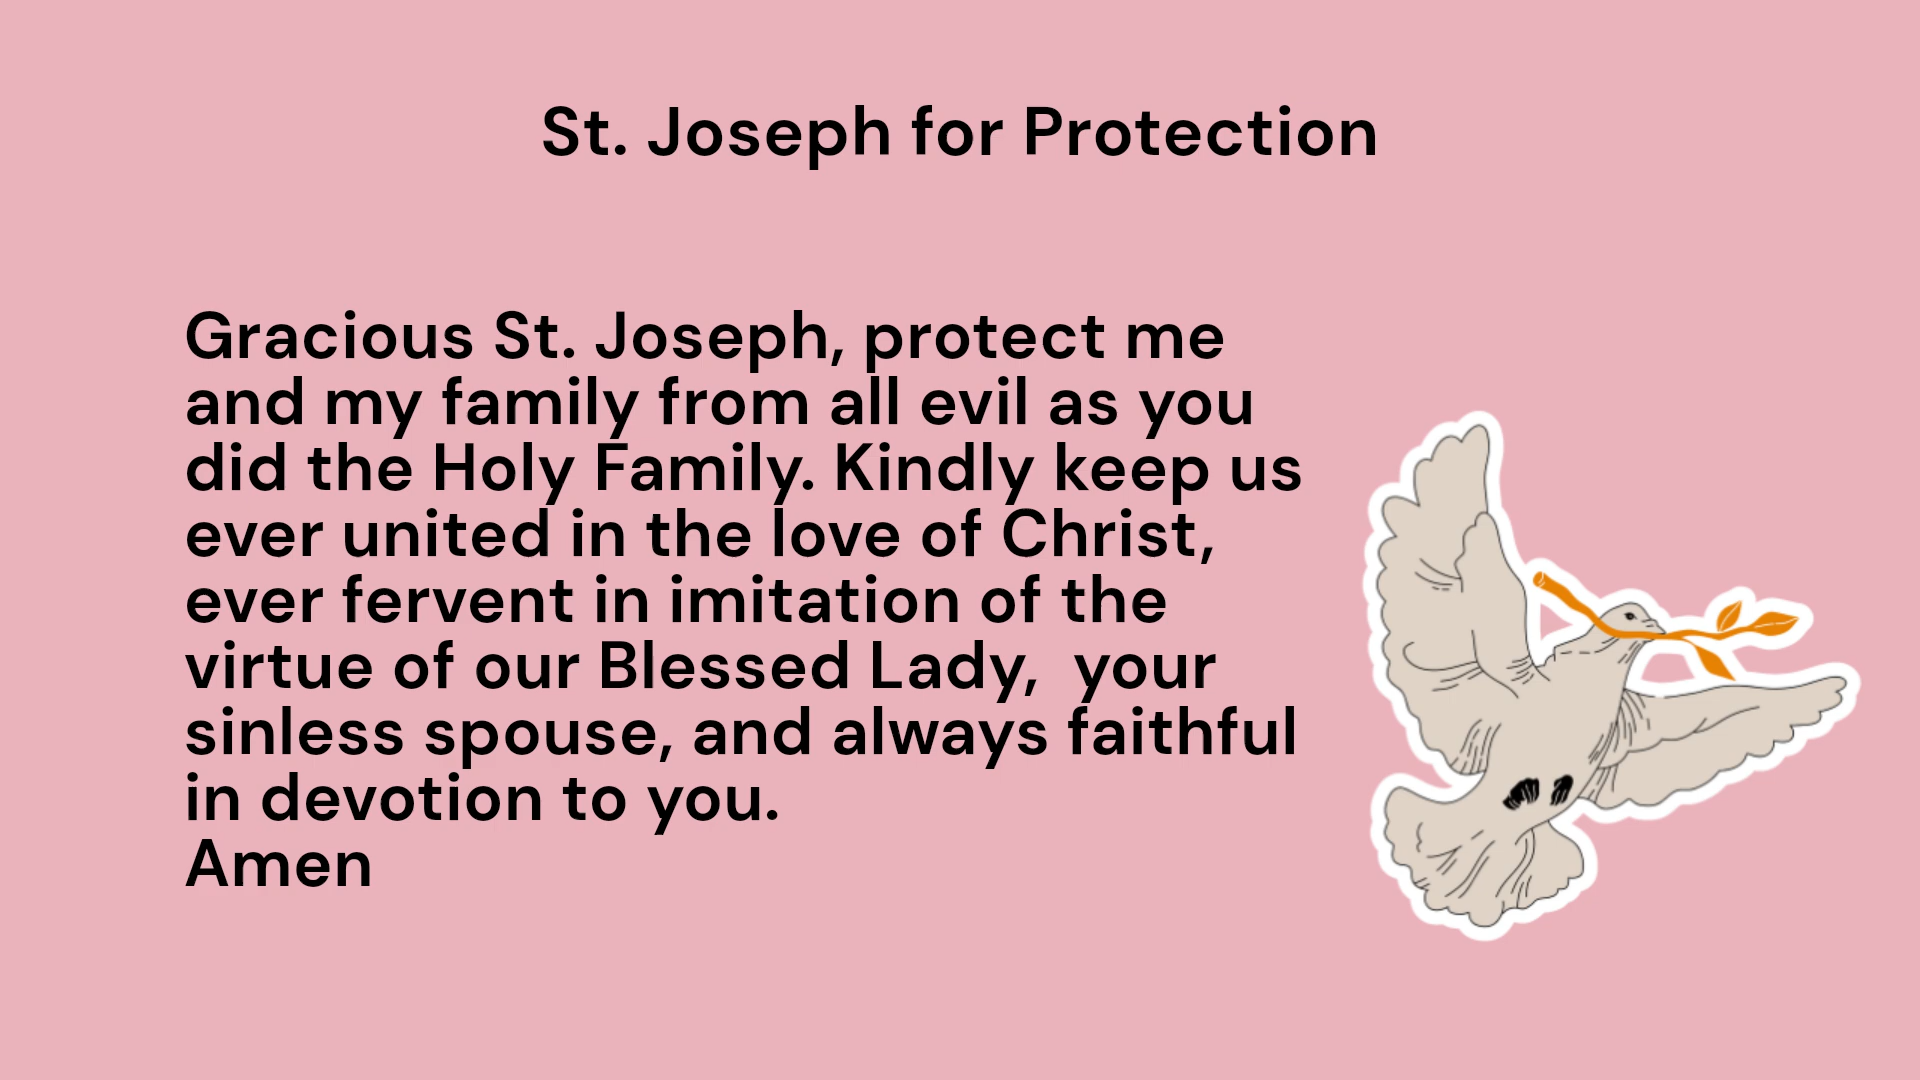 St. Joseph for Protection
Gracious St. Joseph, protect me
and my family from all evil as you
did the Holy Family. Kindly keep us
ever united in the love of Christ,
ever fervent in imitation of the
virtue of our Blessed Lady,  your
sinless spouse, and always faithful
in devotion to you.
Amen